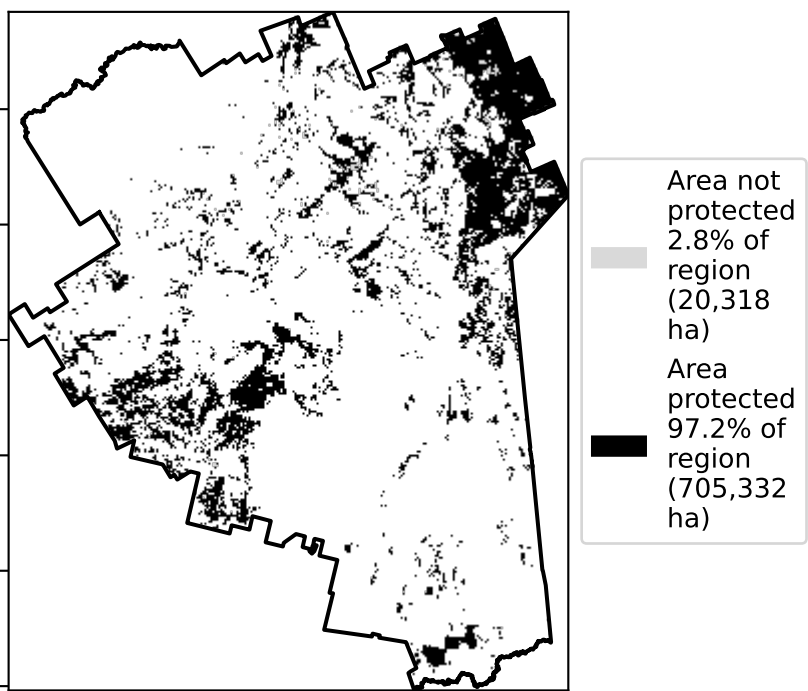 Area not
protected
2.8% of
region
(20,318
ha)
Area
protected
97.2% of
region
(705,332
ha)